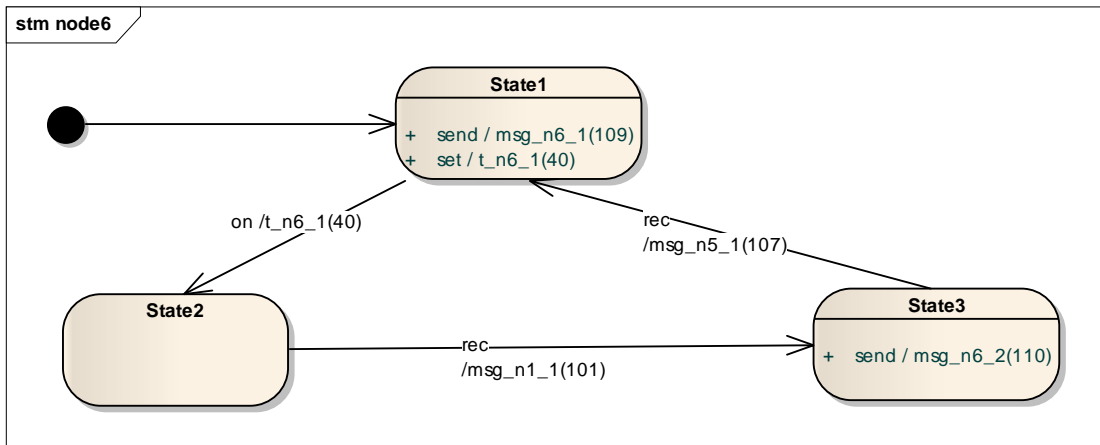 stm node6
State1
+ send / msg_n6_1(109)
+ set / t_n6_1(40)
on /t_n6_1(40)
rec
/msg_n5_1(107)
State2
State3
rec
/msg_n1_1(101)
+ send / msg_n6_2(110)